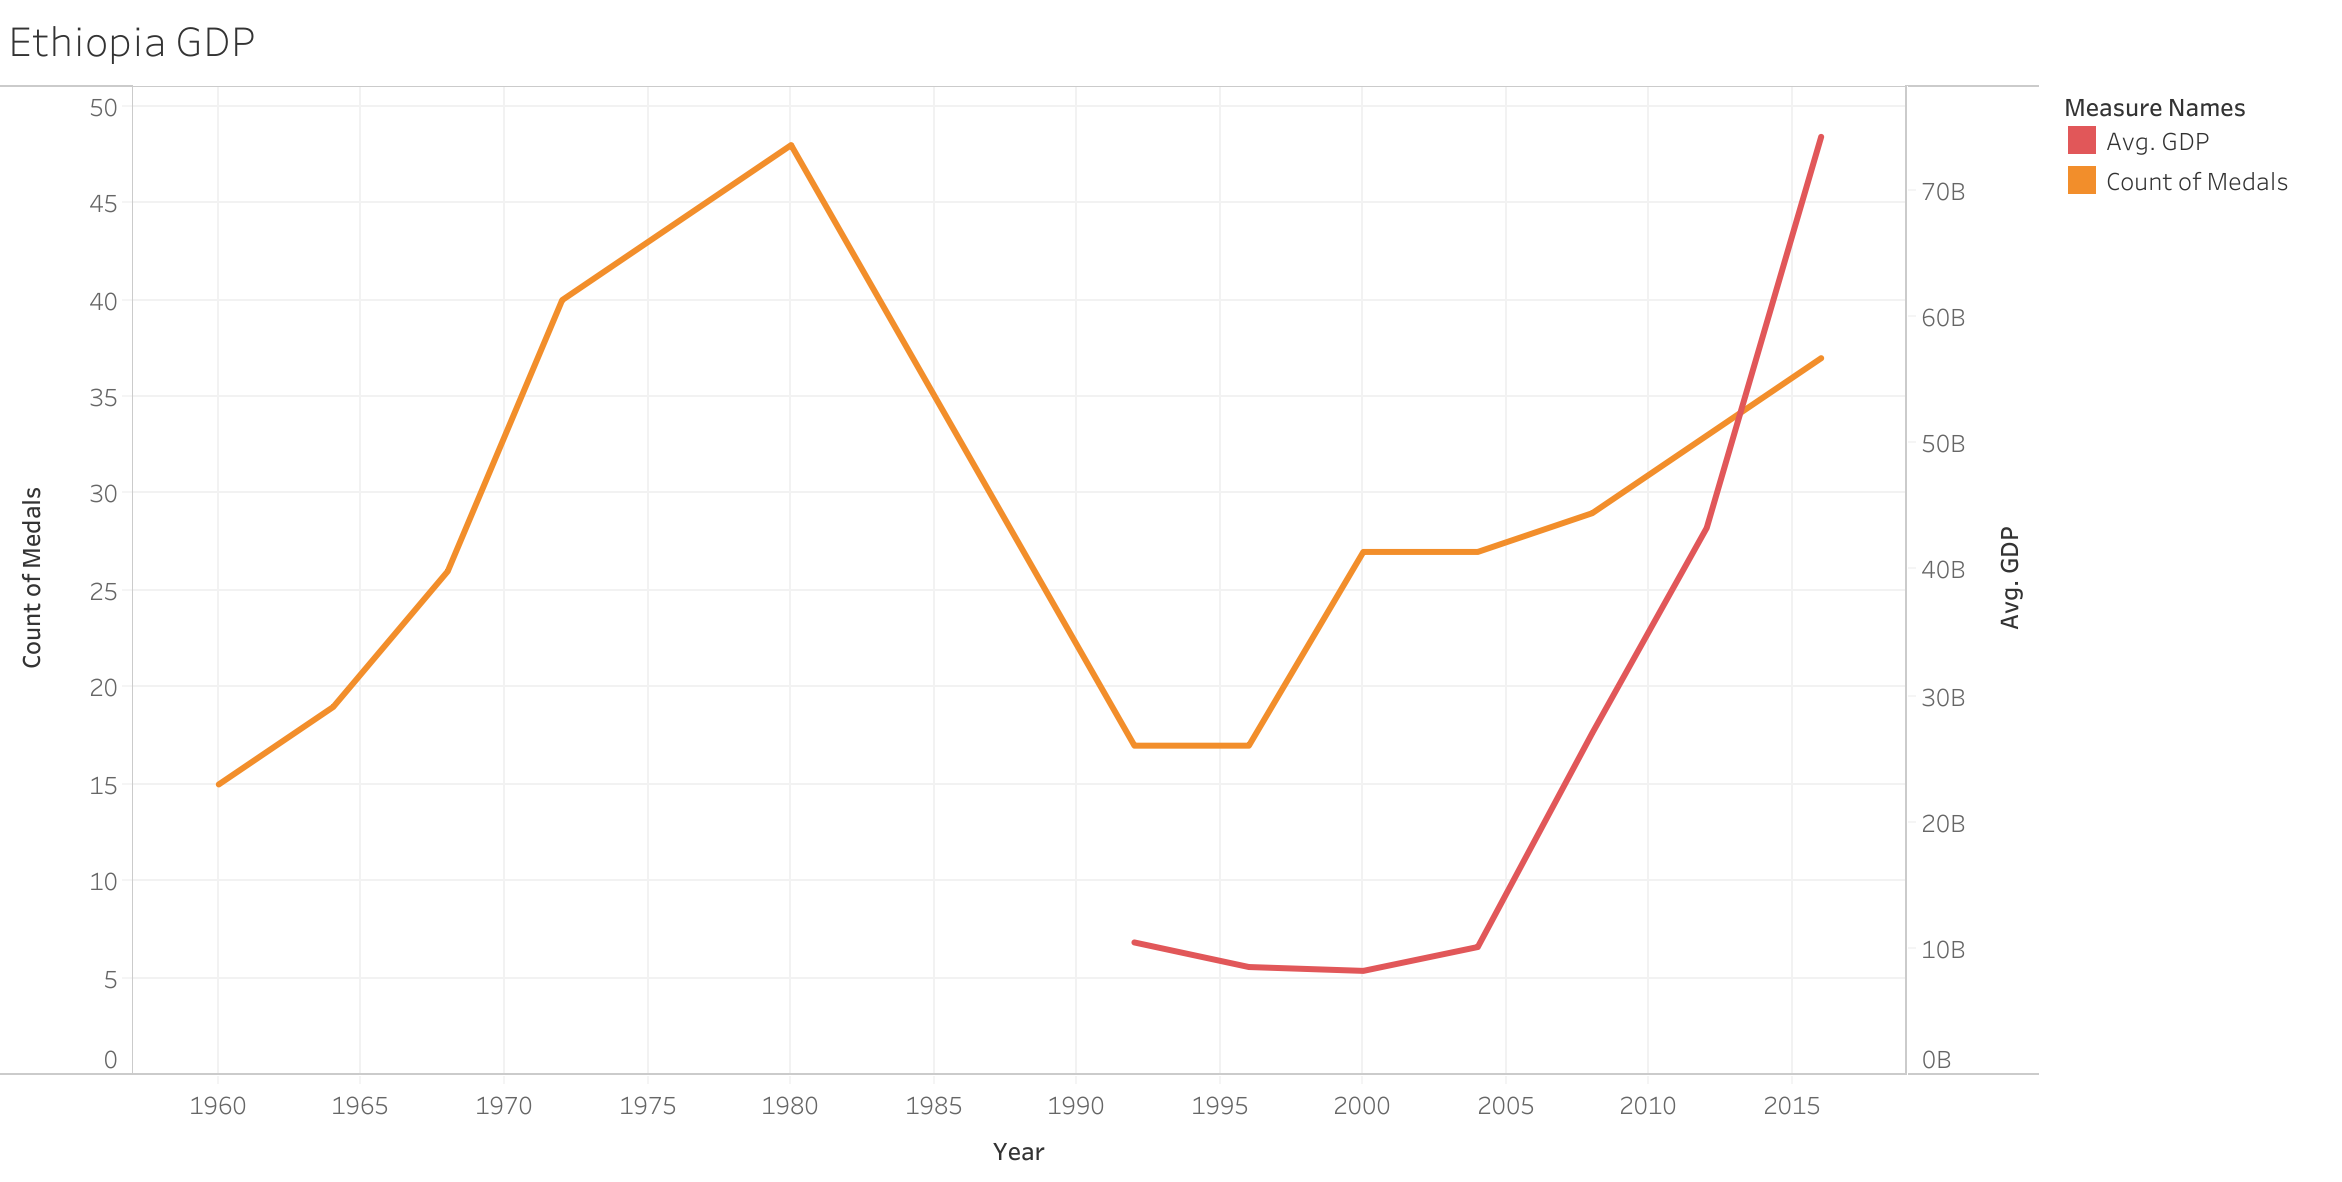 Ethiopia GDP
50
45
40
35
30
25
20
15
10
5
0
Count of Medals
70B
60B
50B
40B
30B
20B
10B
0B
Avg. GDP
1960 1965 1970 1975 1980 1985 1990 1995 2000 2005 2010 2015
Year
Measure Names
Avg. GDP
Count of Medals